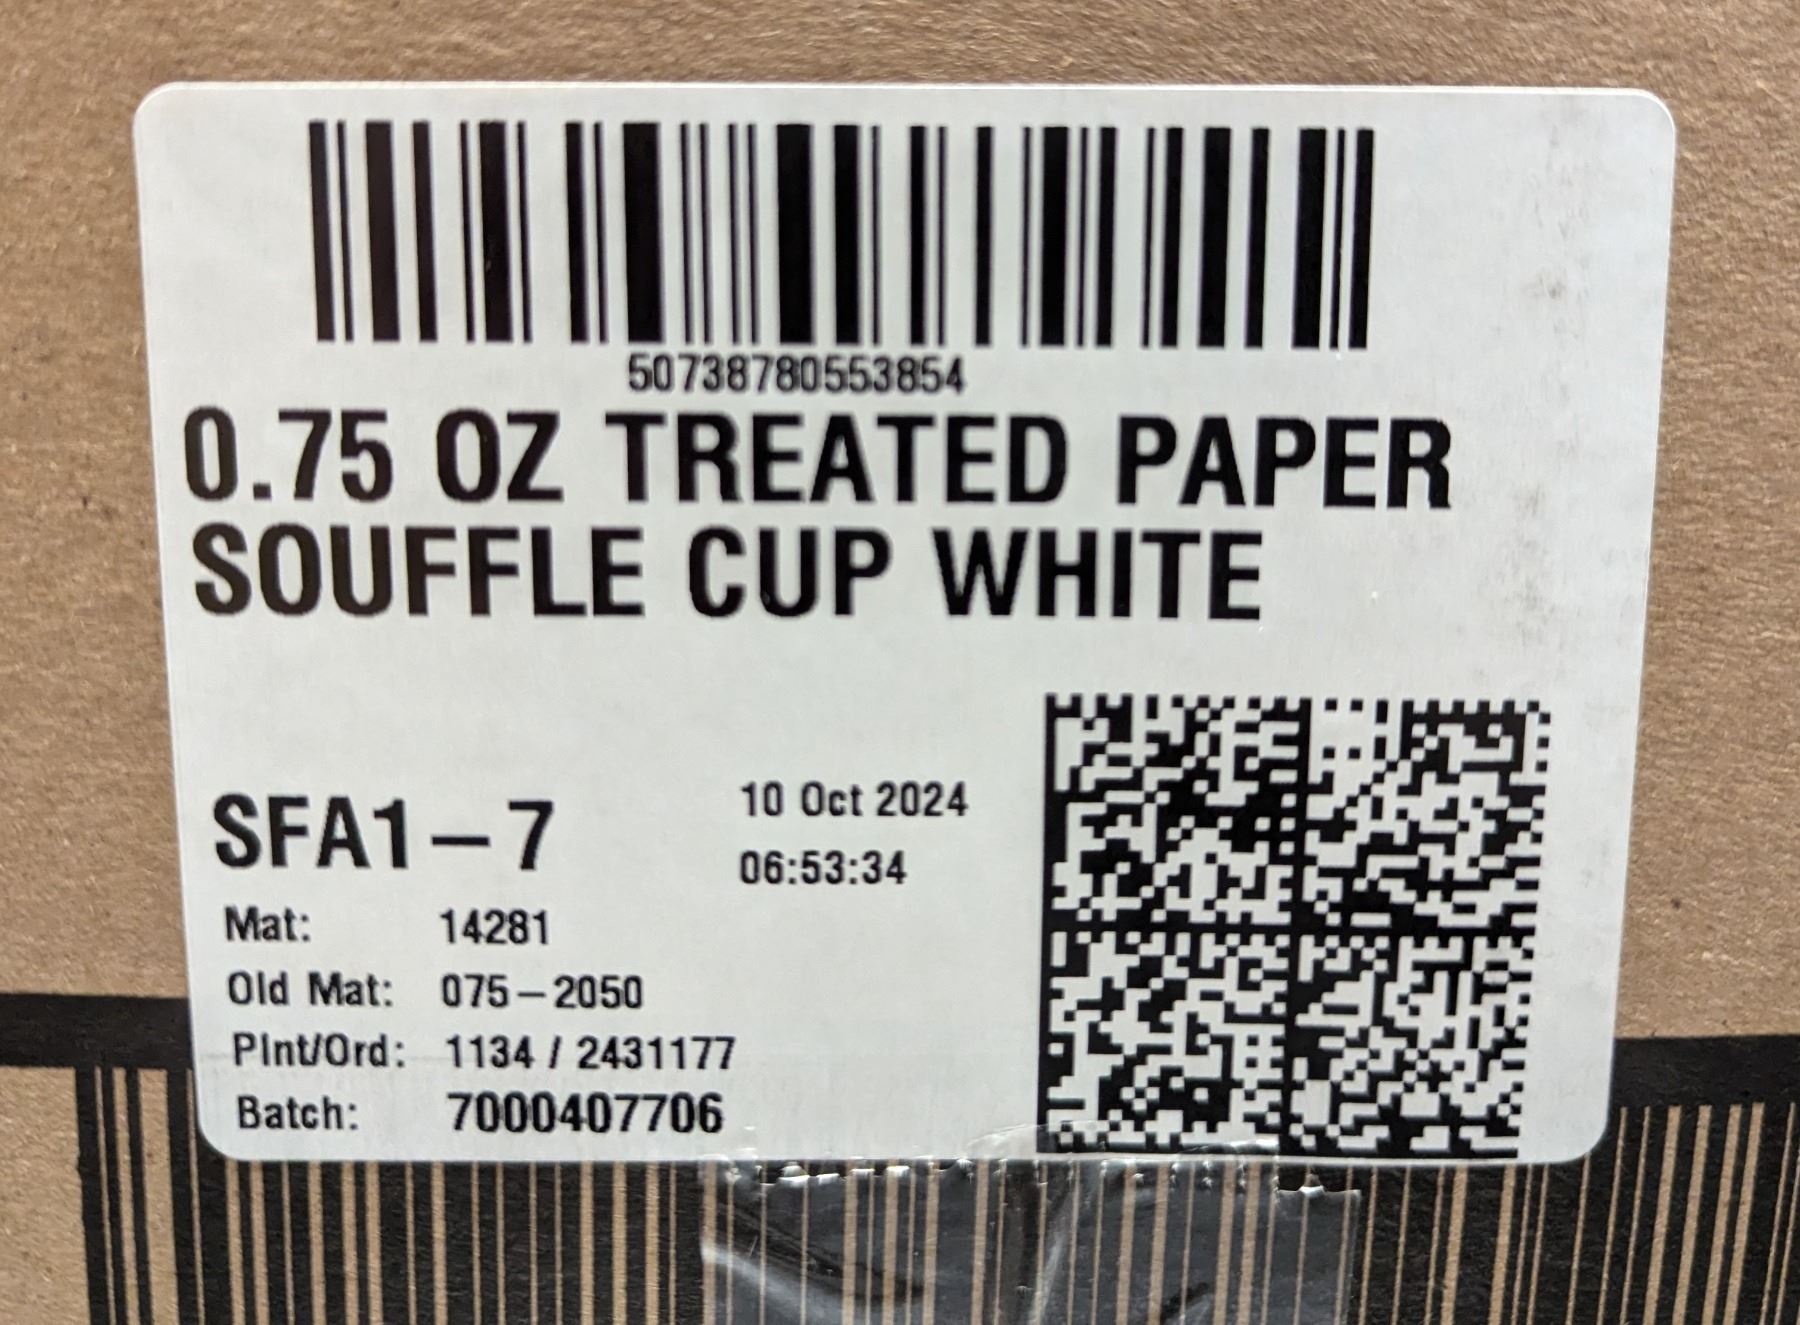 50738780553854
0.75 OZ TREATED PAPER
SOUFFLE CUP WHITE
SFA1-7
10 Oct 2024
06:53:34
Mat: 14281
Old Mat: 075-2050
Plnt/Ord: 1134 / 2431177
Batch: 7000407706